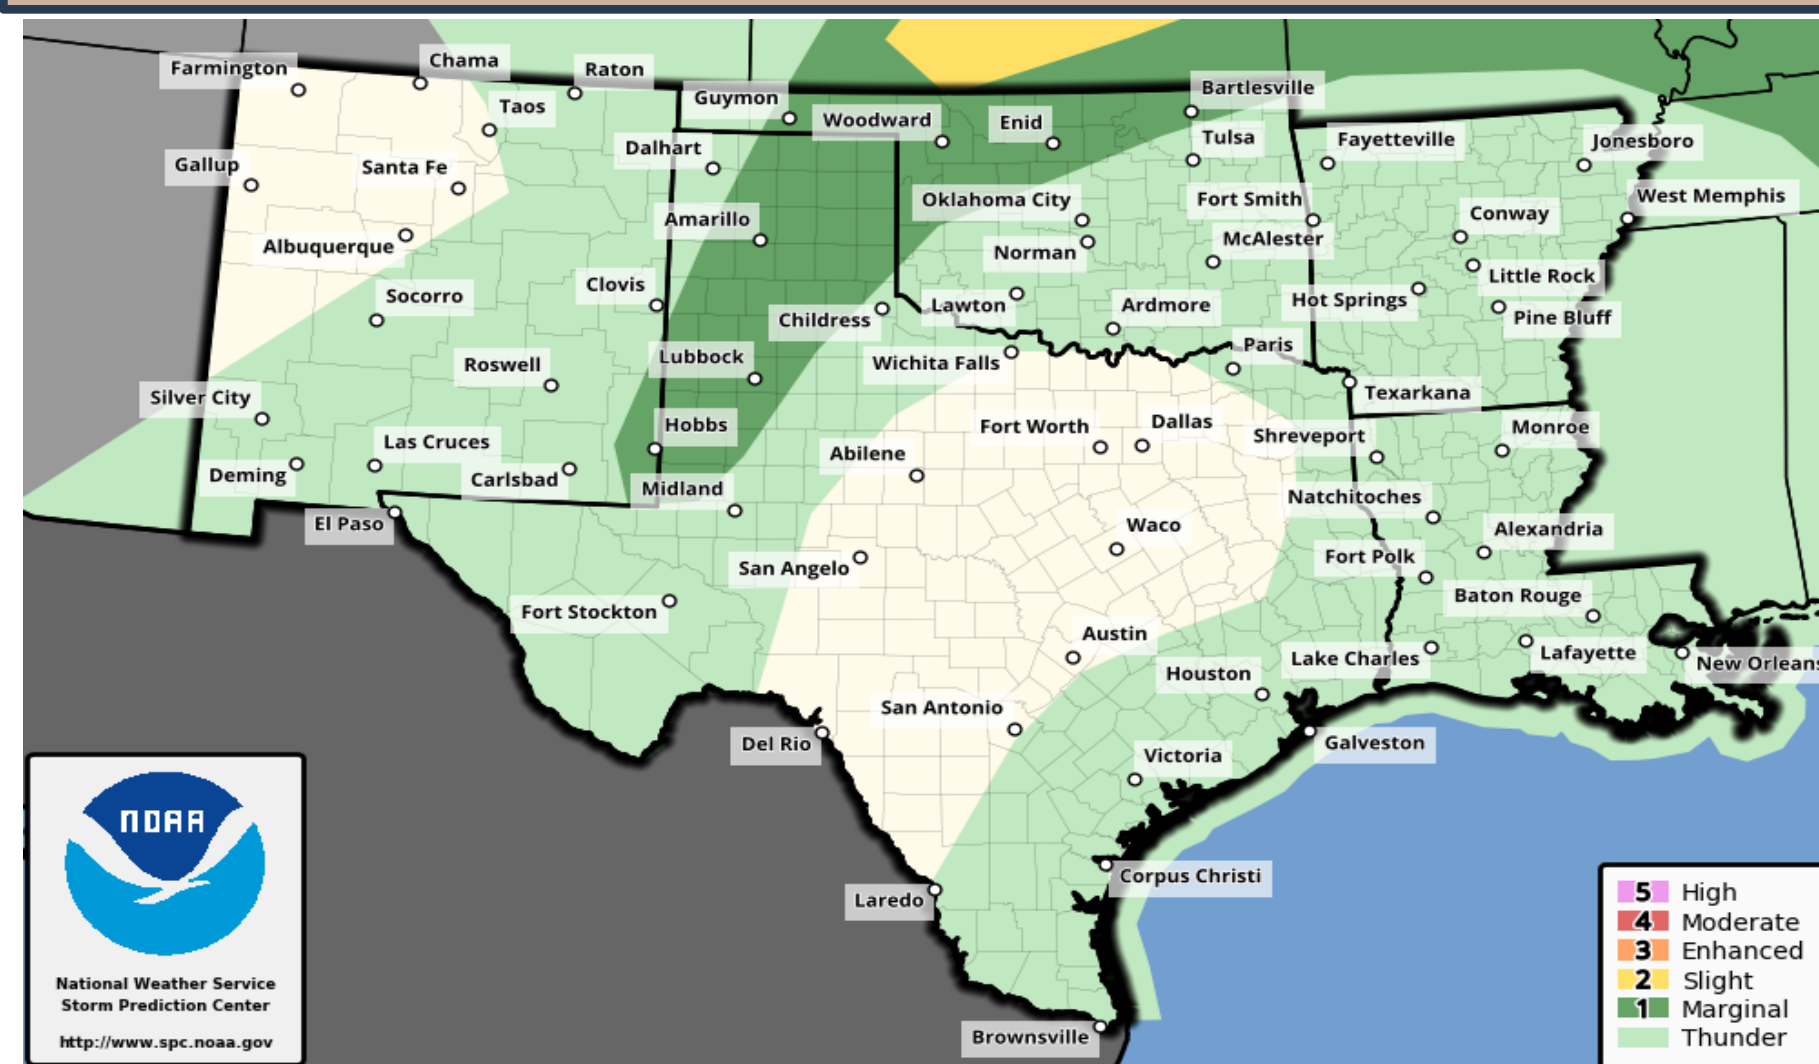 Farmington
Chama
Raton
Taos
Guymon
Woodward
Enid
Bartlesville
Tulsa
Fayetteville
Jonesboro
Gallup
Santa Fe
Dalhart
Albuquerque
Amarillo
Oklahoma City
Norman
Fort Smith
McAlester
Conway
West Memphis
Little Rock
Hot Springs
Pine Bluff
Socorro
Clovis
Childress
Lawton
Ardmore
Roswell
Lubbock
Wichita Falls
Paris
Texarkana
Silver City
Las Cruces
Hobbs
Abilene
Fort Worth
Dallas
Shreveport
Monroe
Deming
Carlsbad
Midland
Natchitoches
El Paso
San Angelo
Waco
Alexandria
Fort Polk
Fort Stockton
Austin
Baton Rouge
Lake Charles
Lafayette
New Orleans
Houston
San Antonio
Del Rio
Galveston
Victoria
Laredo
Corpus Christi
Brownsville
NOAA
National Weather Service
Storm Prediction Center
http://www.spc.noaa.gov
5 High
4 Moderate
3 Enhanced
2 Slight
1 Marginal
Thunder